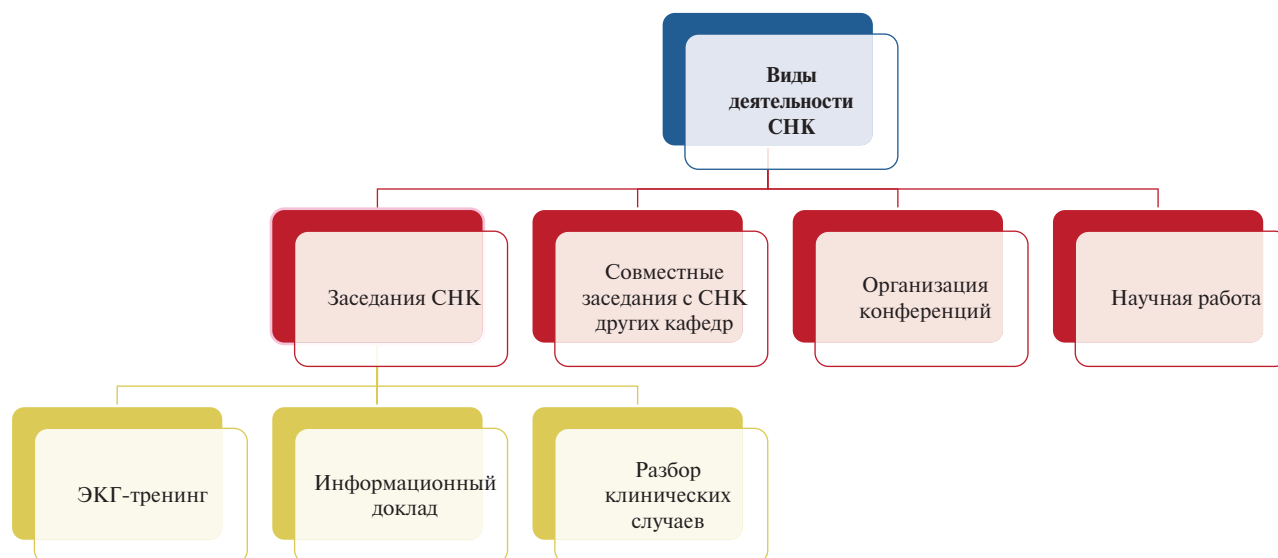 Виды
деятельности
СНК
Заседания СНК
Совместные
заседания с СНК
других кафедр
Организация
конференций
Научная работа
ЭКГ-тренинг
Информационный
доклад
Разбор
клинических
случаев